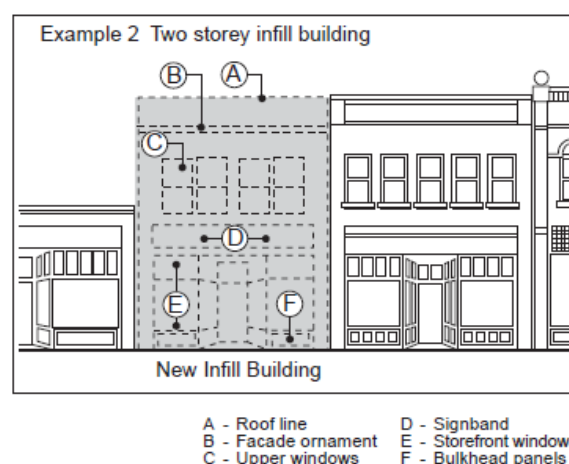 Example 2 Two storey infill building
B
A
C
D
E
F
New Infill Building
A - Roof line
D - Signband
B - Facade ornament
E - Storefront window
C - Upper windows
F - Bulkhead panels